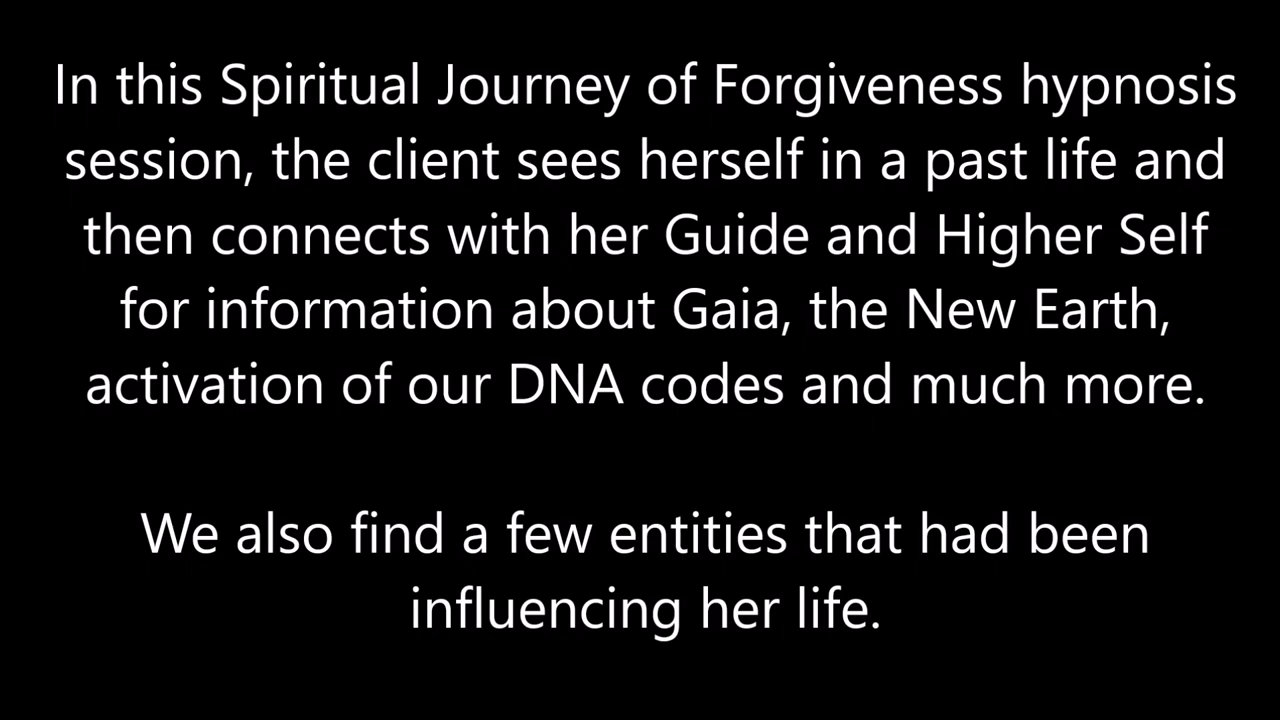 In this Spiritual Journey of Forgiveness hypnosis
session, the client sees herself in a past life and
then connects with her Guide and Higher Self
for information about Gaia, the New Earth,
activation of our DNA codes and much more.
We also find a few entities that had been
influencing her life.